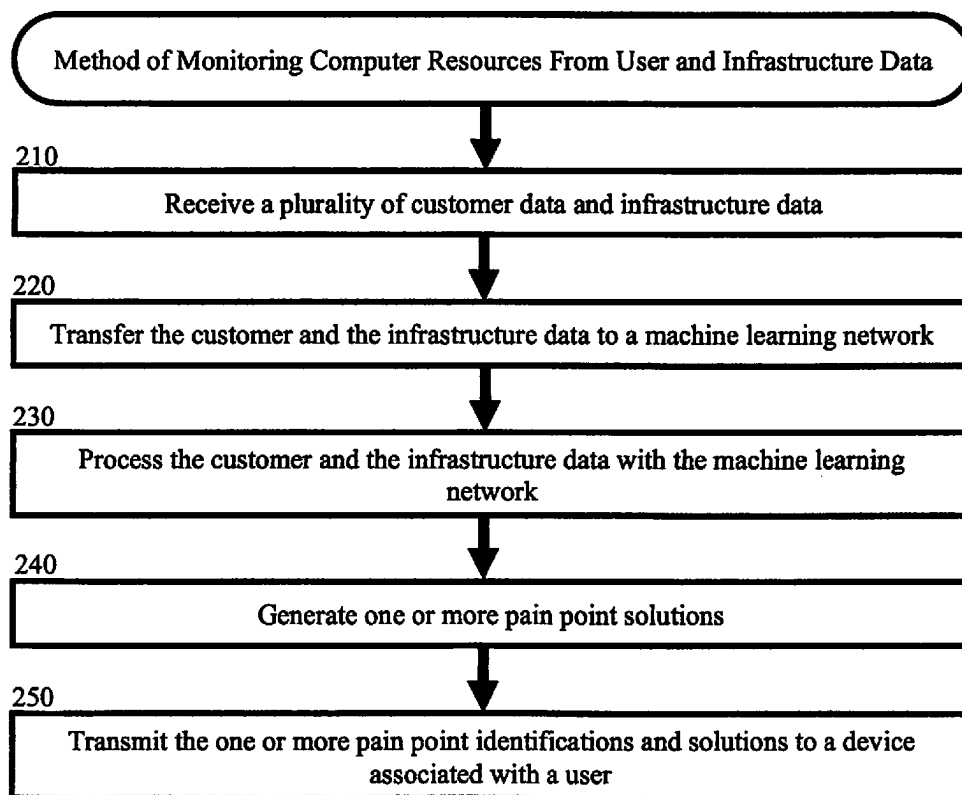 Method of Monitoring Computer Resources From User and Infrastructure Data
210
Receive a plurality of customer data and infrastructure data
220
Transfer the customer and the infrastructure data to a machine learning network
230
Process the customer and the infrastructure data with the machine learning
network
240
Generate one or more pain point solutions
250
Transmit the one or more pain point identifications and solutions to a device
associated with a user